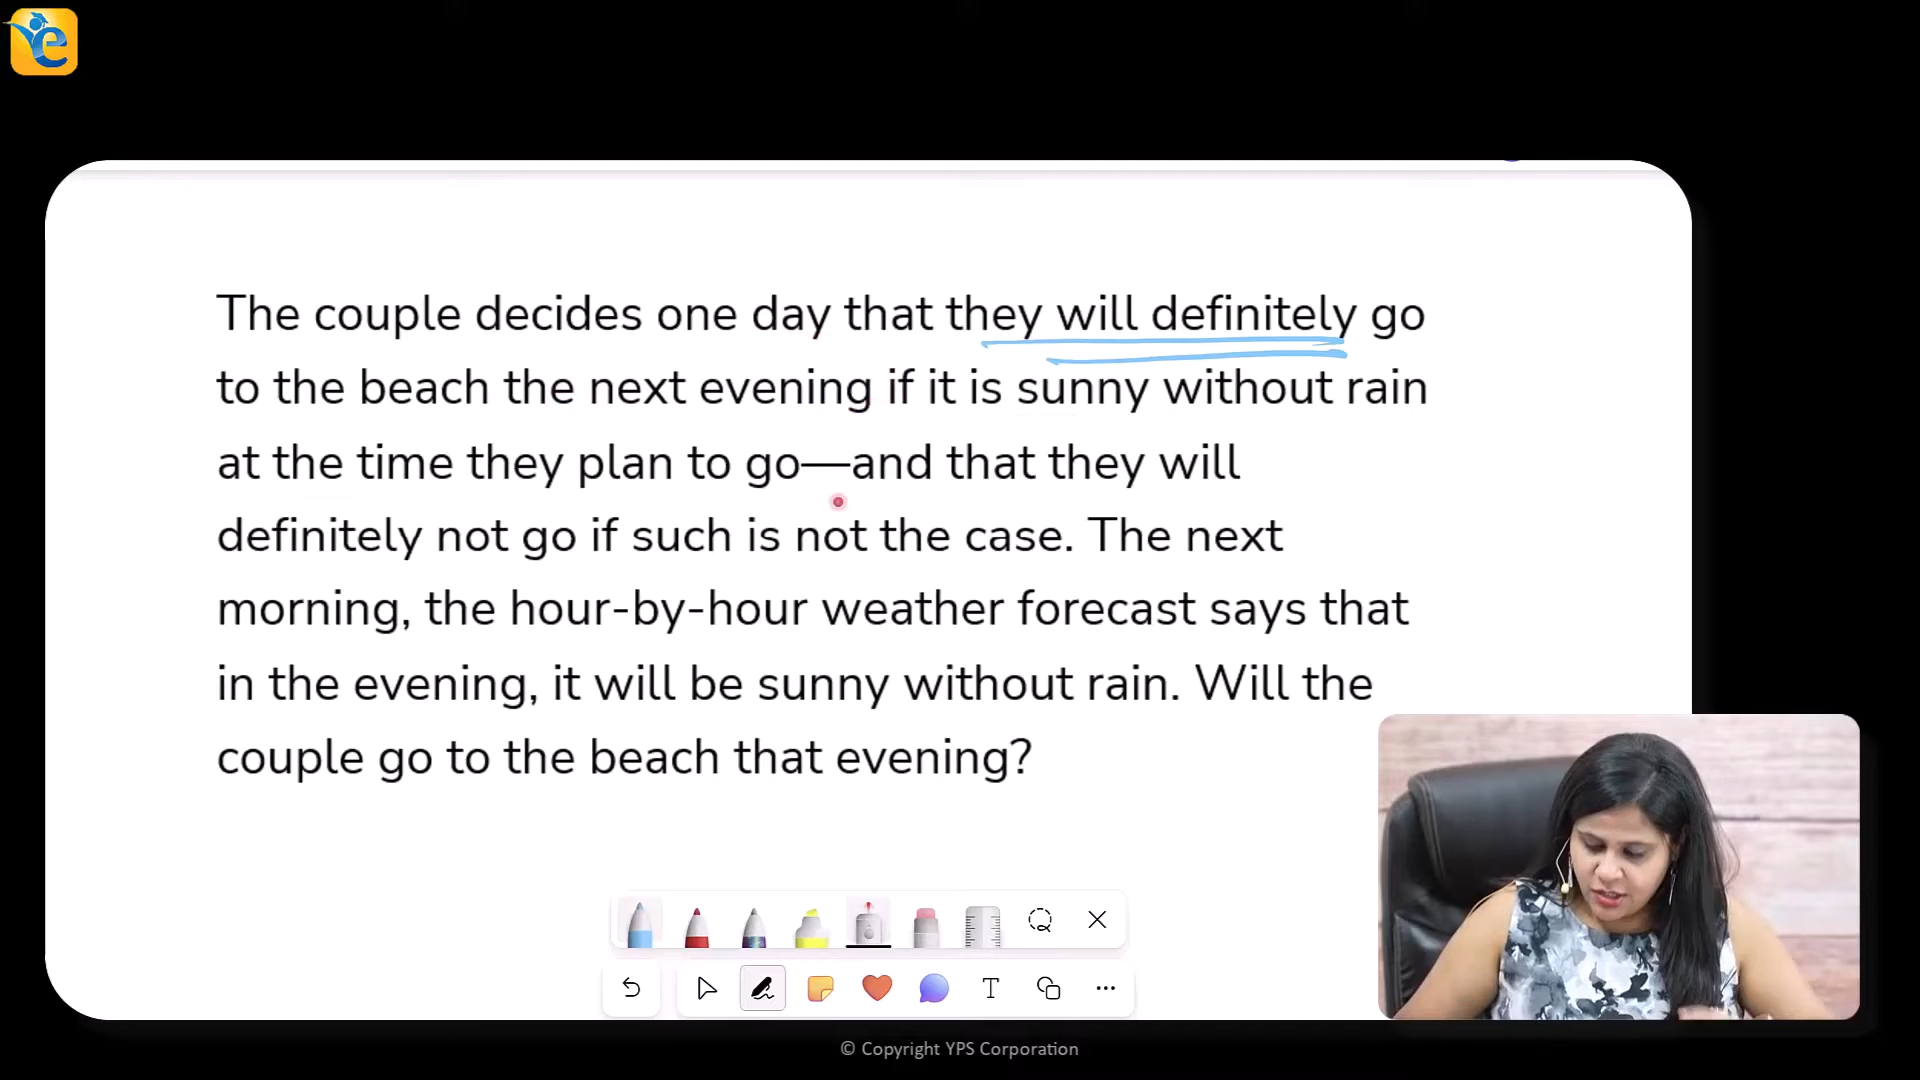 The couple decides one day that they will definitely go
to the beach the next evening if it is sunny without rain
at the time they plan to go—and that they will
definitely not go if such is not the case. The next
morning, the hour-by-hour weather forecast says that
in the evening, it will be sunny without rain. Will the
couple go to the beach that evening?
© Copyright YPS Corporation